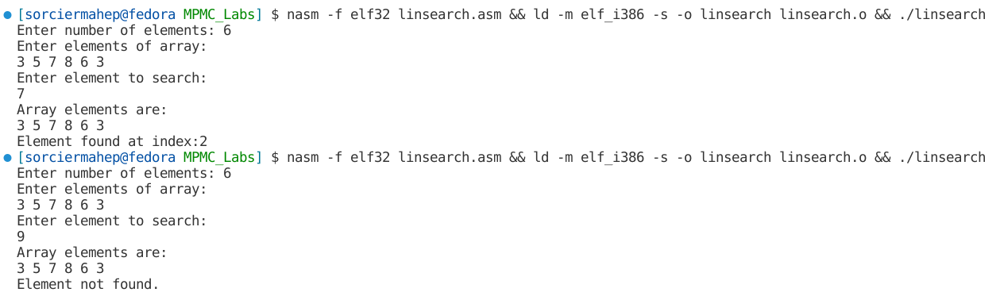 [sorciermahep@fedora MPMC_Labs] $ nasm -f elf32 linsearch.asm && ld -m elf_i386 -s -o linsearch linsearch.o && ./linsearch
Enter number of elements: 6
Enter elements of array:
3 5 7 8 6 3
Enter element to search:
7
Array elements are:
3 5 7 8 6 3
Element found at index:2
[sorciermahep@fedora MPMC_Labs] $ nasm -f elf32 linsearch.asm && ld -m elf_i386 -s -o linsearch linsearch.o && ./linsearch
Enter number of elements: 6
Enter elements of array:
3 5 7 8 6 3
Enter element to search:
9
Array elements are:
3 5 7 8 6 3
Element not found.